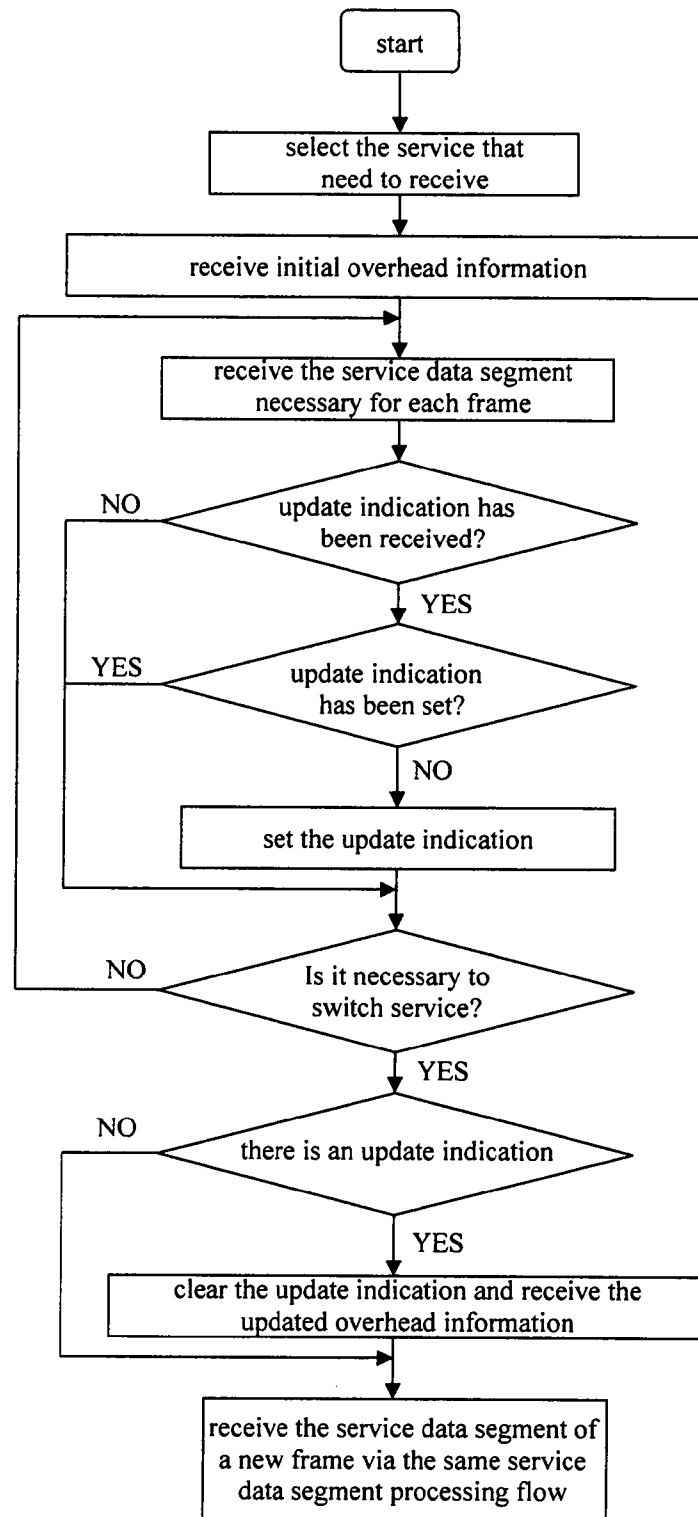 start
select the service that
need to receive
receive initial overhead information
receive the service data segment
necessary for each frame
NO
update indication has
been received?
YES
YES
update indication
has been set?
NO
set the update indication
NO
Is it necessary to
switch service?
YES
NO
there is an update indication
YES
clear the update indication and receive the
updated overhead information
receive the service data segment of
a new frame via the same service
data segment processing flow